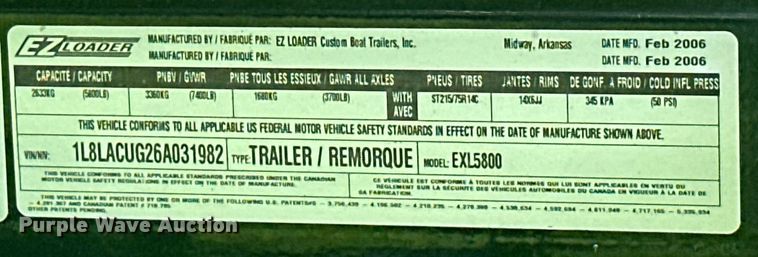 EZ LOADER
MANUFACTURED BY / FABRIQUÉ PAR: EZ LOADER Custom Boat Trailers, Inc. Midway, Arkansas DATE MFD. Feb 2006
MANUFACTURED BY / FABRIQUÉ PAR: DATE MFD. Feb 2006
CAPACITÉ / CAPACITY PNBV / GVWR PNBE TOUS LES ESSIEUX / GAWR ALL AXLES PNEUS / TIRES JANTES / RIMS DE GONF. A FROID / COLD INFL PRESS
2633KG (5800LB) 3360KG (7400LB) 1680KG (3700LB) WITH AVEC ST215/75R14C 14X6JJ 345 KPA (50 PSI)
THIS VEHICLE CONFORMS TO ALL APPLICABLE US FEDERAL MOTOR VEHICLE SAFETY STANDARDS IN EFFECT ON THE DATE OF MANUFACTURE SHOWN ABOVE.
VIN/NIV: 1L8LACUG26A031982 TYPE: TRAILER / REMORQUE MODEL: EXL5800
THIS VEHICLE CONFORMS TO ALL APPLICABLE STANDARDS PRESCRIBED UNDER THE CANADIAN
MOTOR VEHICLE SAFETY REGULATIONS IN EFFECT ON THE DATE OF MANUFACTURE.
CE VÉHICULE EST CONFORME À TOUTES LES NORMES QUI LUI SONT APPLICABLES EN VERTU DU
RÈGLEMENT SUR LA SÉCURITÉ DES VÉHICULES AUTOMOBILES DU CANADA EN VIGUEUR À LA DATE DE
SA FABRICATION.
THIS VEHICLE MAY BE PROTECTED BY ONE OR MORE OF THE FOLLOWING U.S. PATENTS
OTHER PATENTS PENDING.
Purple Wave Auction